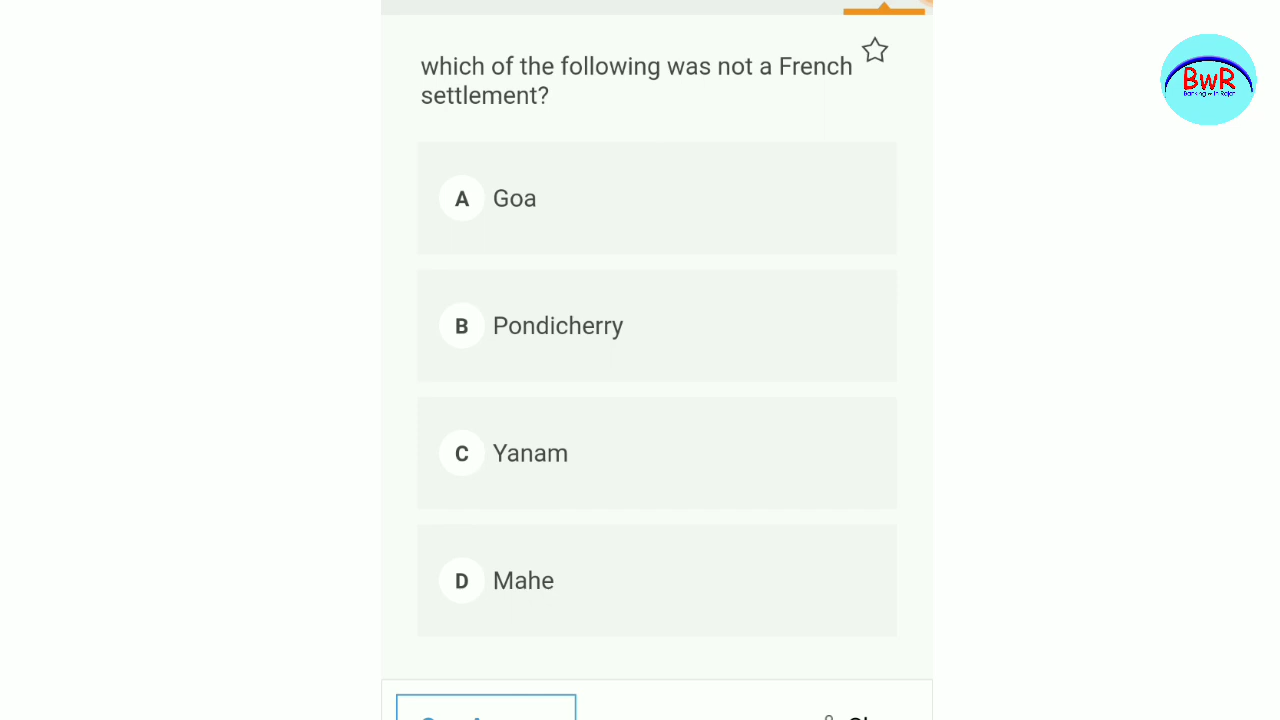 which of the following was not a French
settlement?
A Goa
B Pondicherry
C Yanam
D Mahe
BwR